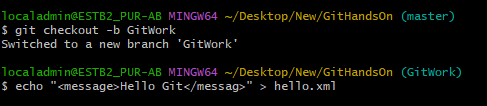 localadmin@ESTB2_PUR-AB MINGW64 ~/Desktop/New/GitHandsOn (master)
$ git checkout -b GitWork
Switched to a new branch 'GitWork'
localadmin@ESTB2_PUR-AB MINGW64 ~/Desktop/New/GitHandsOn (GitWork)
$ echo "<message>Hello Git</messag>" > hello.xml